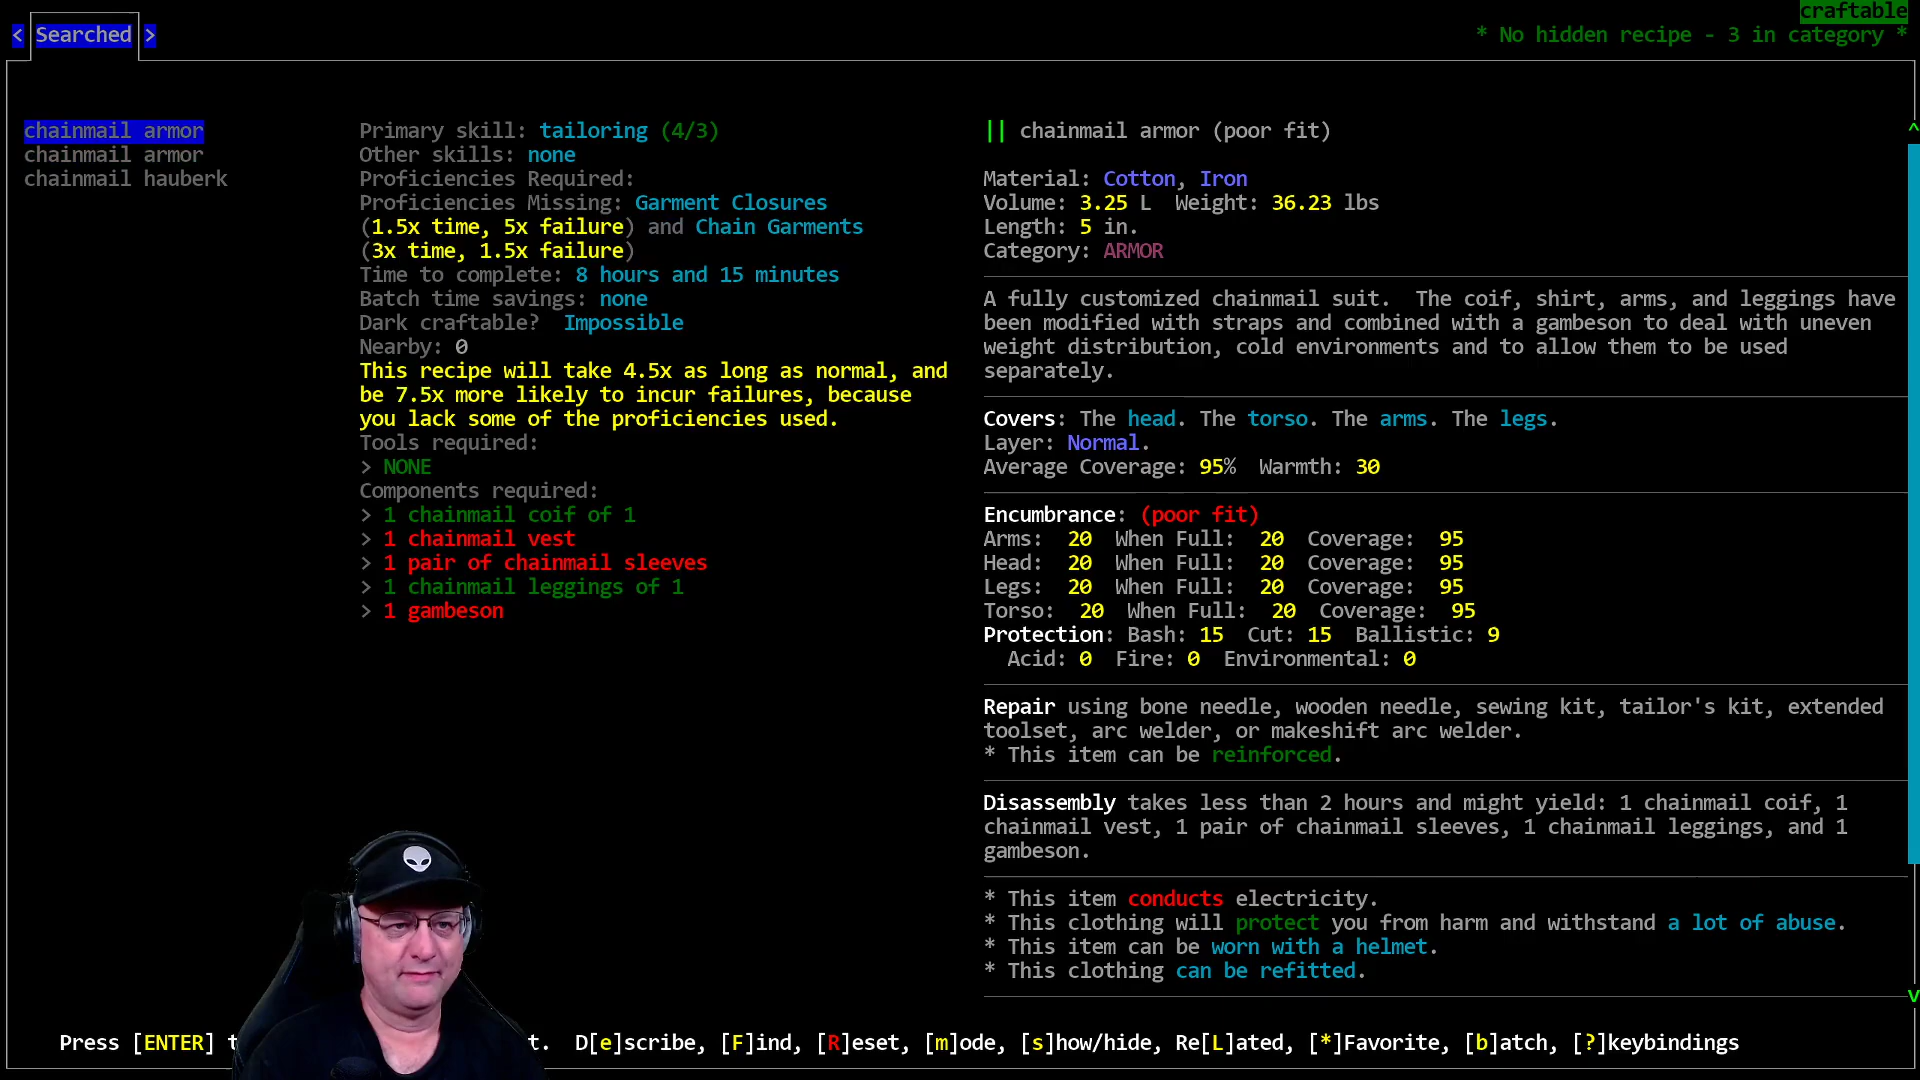 craftable
< Searched >
* No hidden recipe - 3 in category *
chainmail armor
chainmail armor
chainmail hauberk
Primary skill: tailoring (4/3)
Other skills: none
Proficiencies Required:
Proficiencies Missing: Garment Closures
(1.5x time, 5x failure) and Chain Garments
(3x time, 1.5x failure)
Time to complete: 8 hours and 15 minutes
Batch time savings: none
Dark craftable?  Impossible
Nearby: 0
This recipe will take 4.5x as long as normal, and
be 7.5x more likely to incur failures, because
you lack some of the proficiencies used.
Tools required:
> NONE
Components required:
> 1 chainmail coif of 1
> 1 chainmail vest
> 1 pair of chainmail sleeves
> 1 chainmail leggings of 1
> 1 gambeson
|| chainmail armor (poor fit)
Material: Cotton, Iron
Volume: 3.25 L  Weight: 36.23 lbs
Length: 5 in.
Category: ARMOR
A fully customized chainmail suit.  The coif, shirt, arms, and leggings have
been modified with straps and combined with a gambeson to deal with uneven
weight distribution, cold environments and to allow them to be used
separately.
Covers: The head. The torso. The arms. The legs.
Layer: Normal.
Average Coverage: 95%  Warmth: 30
Encumbrance: (poor fit)
Arms:  20  When Full:  20  Coverage:  95
Head:  20  When Full:  20  Coverage:  95
Legs:  20  When Full:  20  Coverage:  95
Torso:  20  When Full:  20  Coverage:  95
Protection: Bash: 15  Cut: 15  Ballistic: 9
Acid: 0  Fire: 0  Environmental: 0
Repair using bone needle, wooden needle, sewing kit, tailor's kit, extended
toolset, arc welder, or makeshift arc welder.
* This item can be reinforced.
Disassembly takes less than 2 hours and might yield: 1 chainmail coif, 1
chainmail vest, 1 pair of chainmail sleeves, 1 chainmail leggings, and 1
gambeson.
* This item conducts electricity.
* This clothing will protect you from harm and withstand a lot of abuse.
* This item can be worn with a helmet.
* This clothing can be refitted.
Press [ENTER] t t.  D[e]scribe, [F]ind, [R]eset, [m]ode, [s]how/hide, Re[L]ated, [*]Favorite, [b]atch, [?]keybindings